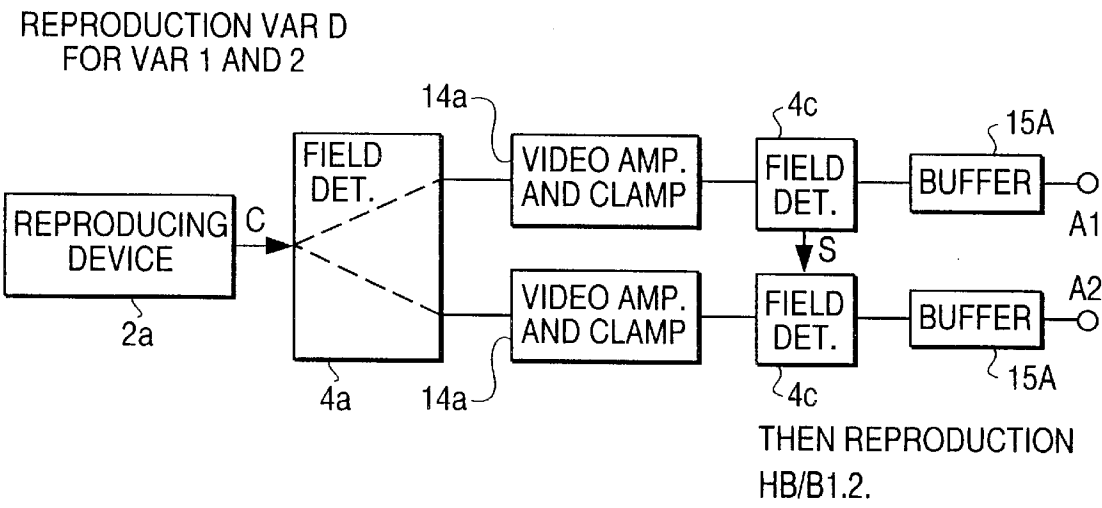 REPRODUCTION VAR D
FOR VAR 1 AND 2
14a
4c
15A
FIELD
DET.
VIDEO AMP.
AND CLAMP
FIELD
DET.
BUFFER
A1
REPRODUCING
DEVICE
C
S
2a
VIDEO AMP.
AND CLAMP
FIELD
DET.
BUFFER
A2
4a
14a
4c
15A
THEN REPRODUCTION
HB/B1.2.